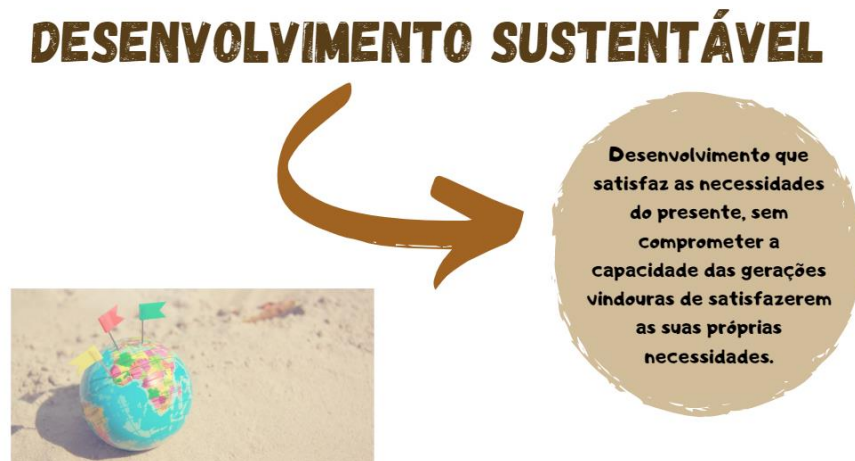 DESENVOLVIMENTO SUSTENTÁVEL
Desenvolvimento que
satisfaz as necessidades
do presente, sem
comprometer a
capacidade das gerações
vindouras de satisfazerem
as suas próprias
necessidades.